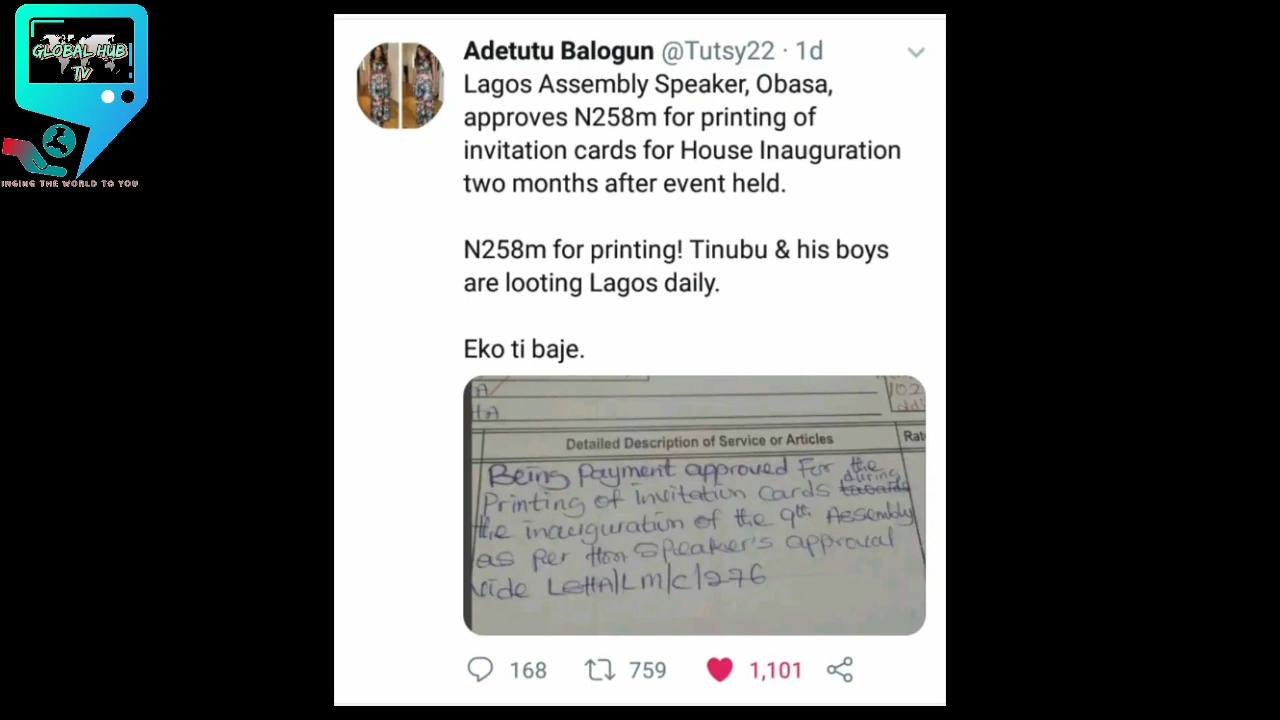 GLOBAL HUB
TV
INGING THE WORLD TO YOU
Adetutu Balogun @Tutsy22 · 1d
Lagos Assembly Speaker, Obasa,
approves N258m for printing of
invitation cards for House Inauguration
two months after event held.
N258m for printing! Tinubu & his boys
are looting Lagos daily.
Eko ti baje.
A
HA
102
Detailed Description of Service or Articles
Rat
Being Payment approved For the
during
Printing of invitation Cards towards
the inauguration of the 9th Assembly
as per Hon Speaker's approval
vide LSHA/LM/C/276
168 759 1,101